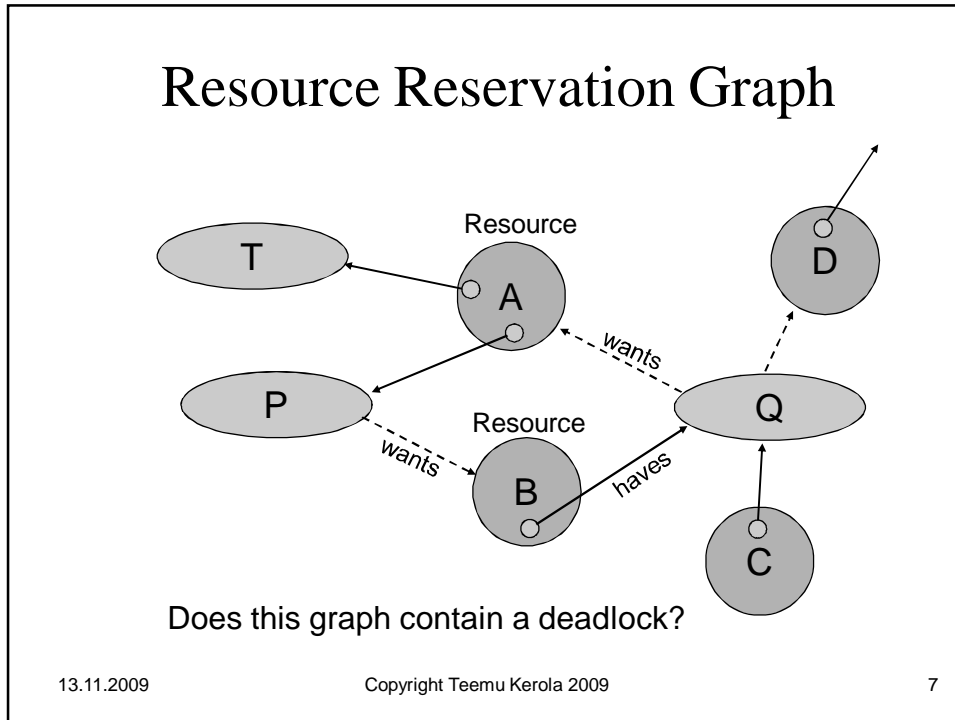 Resource Reservation Graph
Resource
T
A
D
wants
P
Q
Resource
wants
B
haves
C
Does this graph contain a deadlock?
13.11.2009
Copyright Teemu Kerola 2009
7